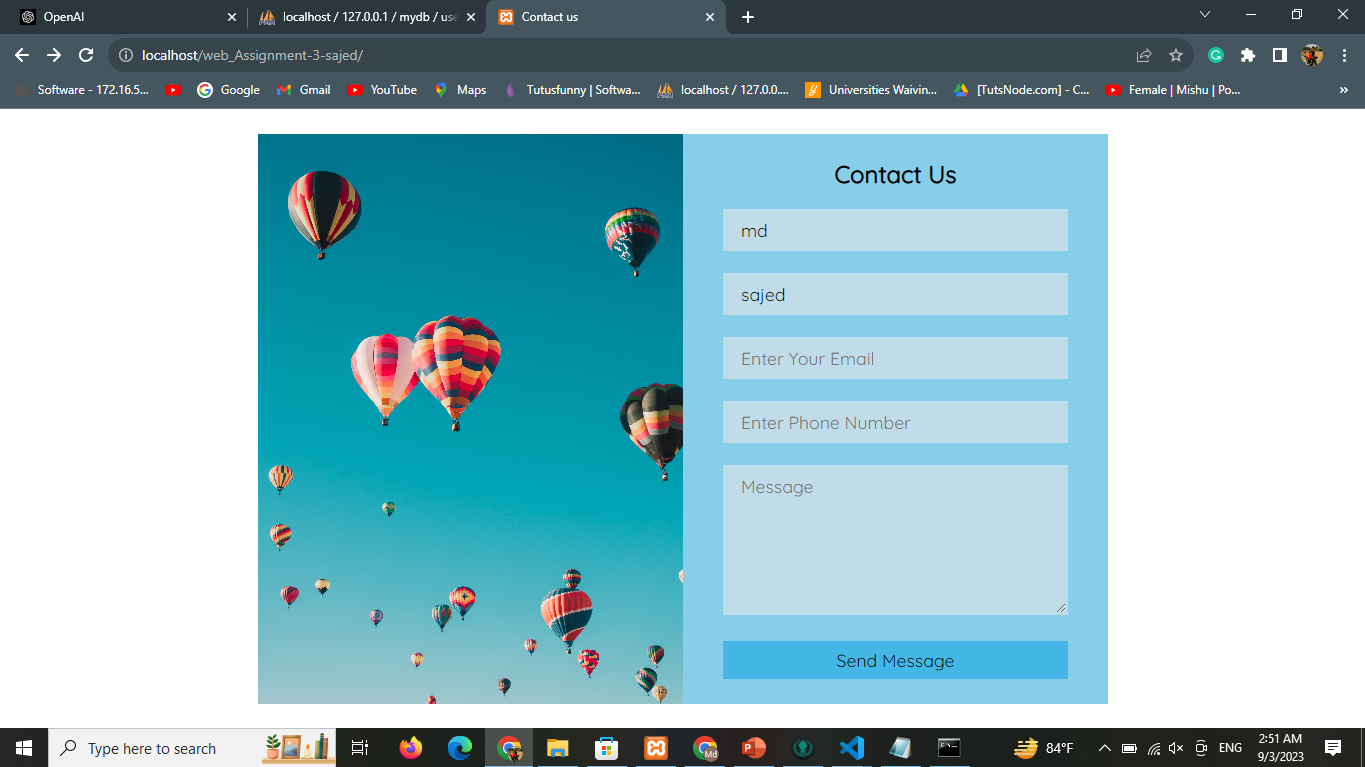 OpenAI
localhost / 127.0.0.1 / mydb / use
Contact us
localhost/web_Assignment-3-sajed/
Software - 172.16.5...
Google
Gmail
YouTube
Maps
Tutusfunny | Softwa...
localhost / 127.0.0....
Universities Waivin...
[TutsNode.com] - C...
Female | Mishu | Po...
»
Contact Us
md
sajed
Enter Your Email
Enter Phone Number
Message
Send Message
Type here to search
Md
84°F
ENG
2:51 AM
9/3/2023